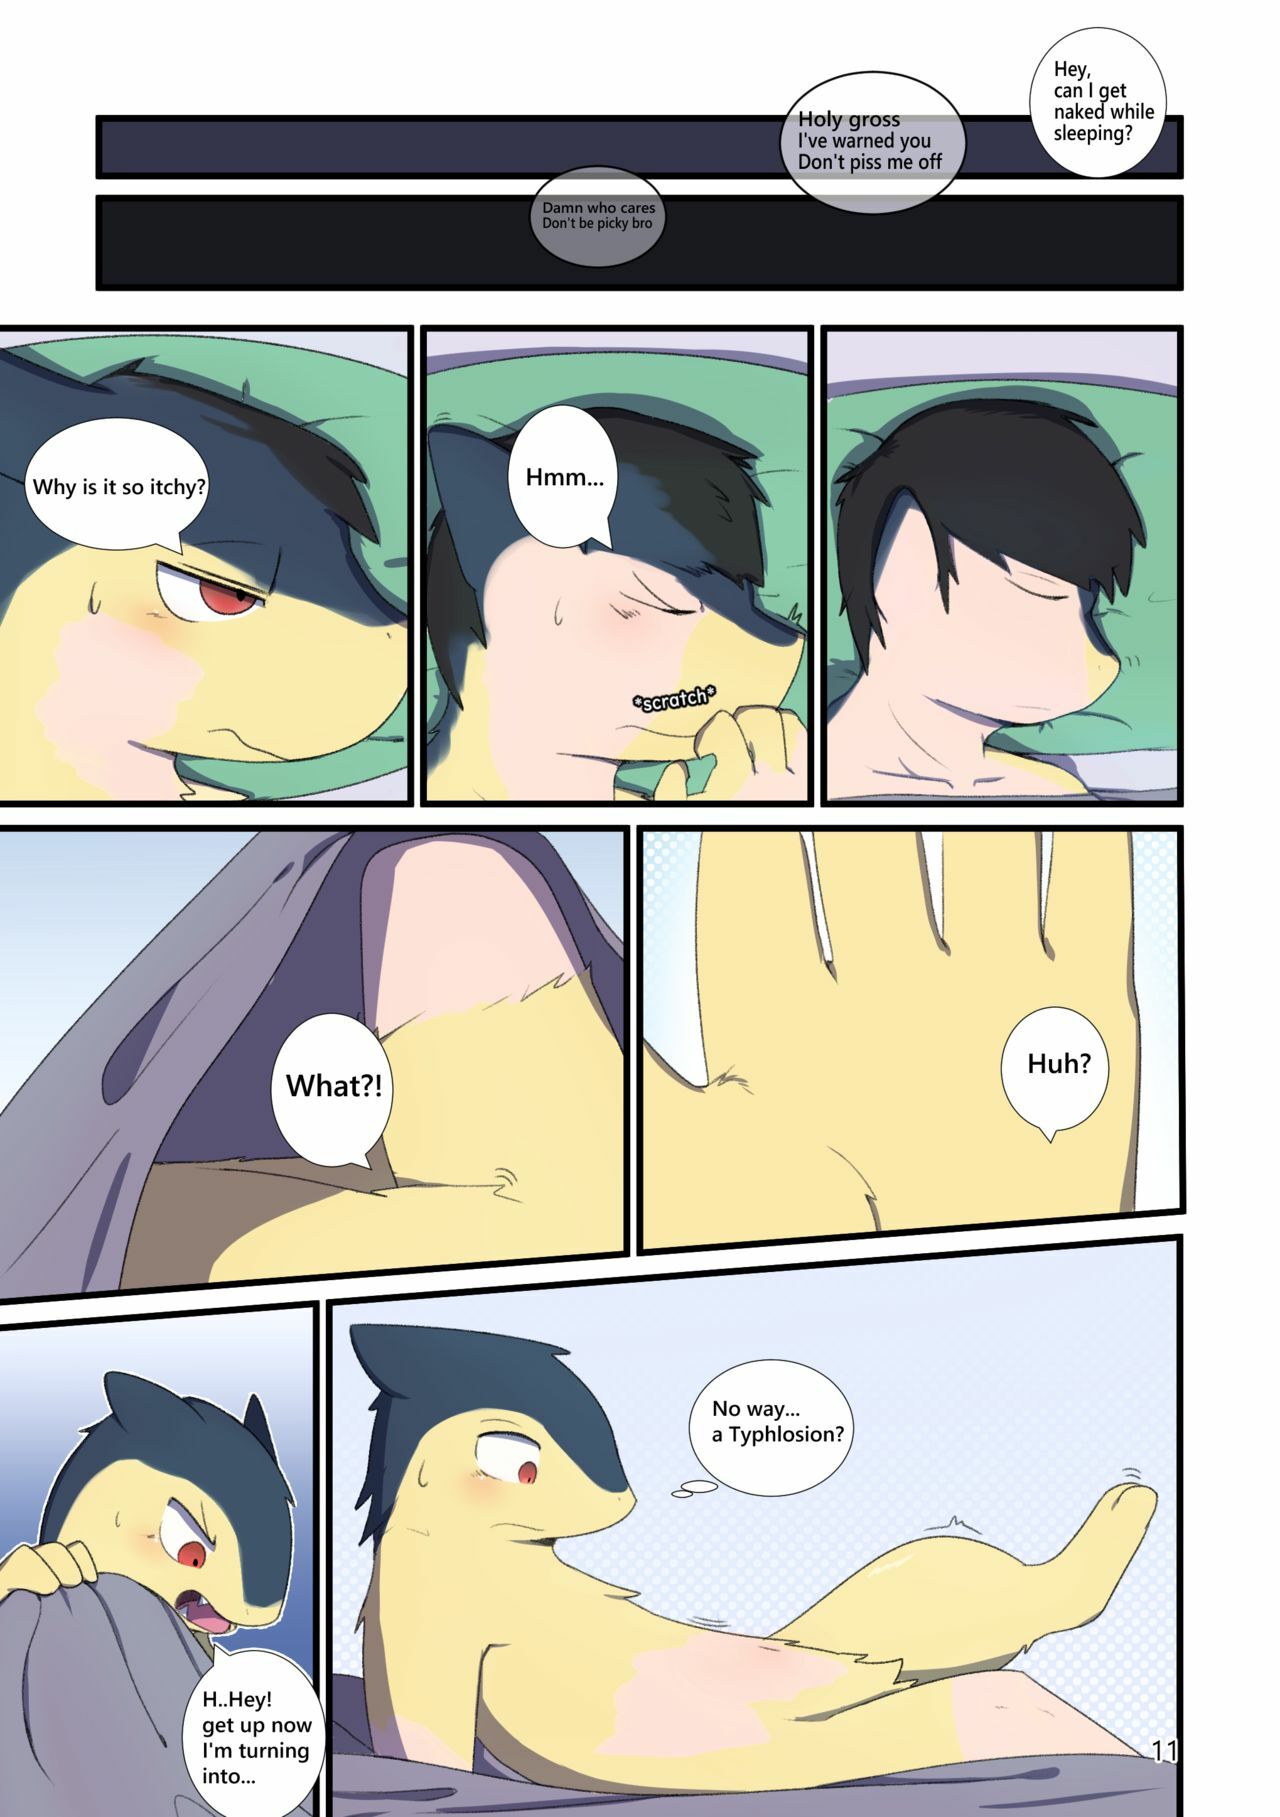 Hey,
can I get
naked while
sleeping?
Holy gross
I've warned you
Don't piss me off
Damn who cares
Don't be picky bro
Hmm...
*scratch*
Why is it so itchy?
Huh?
What?!
No way...
a Typhlosion?
H..Hey!
get up now
I'm turning
into...
11